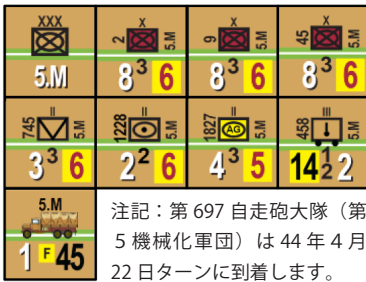 XXX
5.M
X
2
5.M
8 3 6
X
9
5.M
8 3 6
X
45
5.M
8 3 6
II
745
5.M
3 3 6
II
1228
5.M
2 2 6
II
1827
AG
5.M
4 3 5
III
458
5.M
14 1 2 2
5.M
1 F 45
注記：第 697 自走砲大隊（第
５機械化軍団）は 44 年 4 月
22 日ターンに到着します。